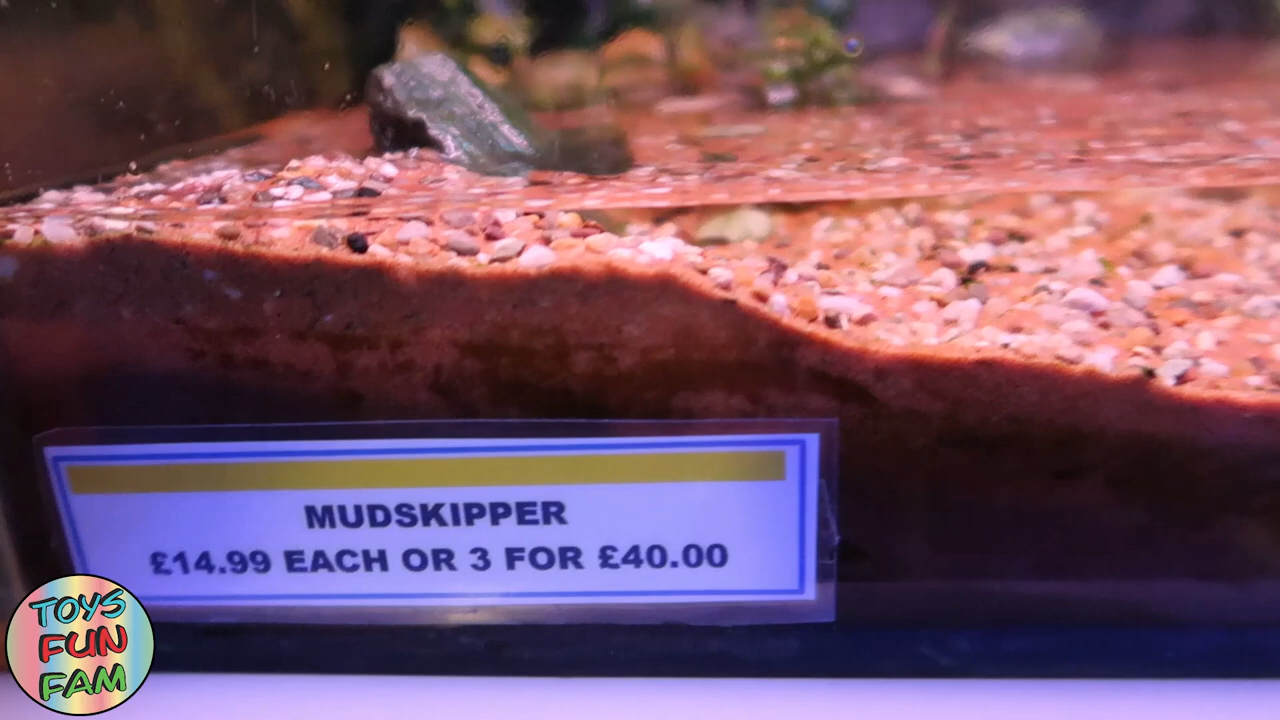 MUDSKIPPER
£14.99 EACH OR 3 FOR £40.00
TOYS
FUN
FAM